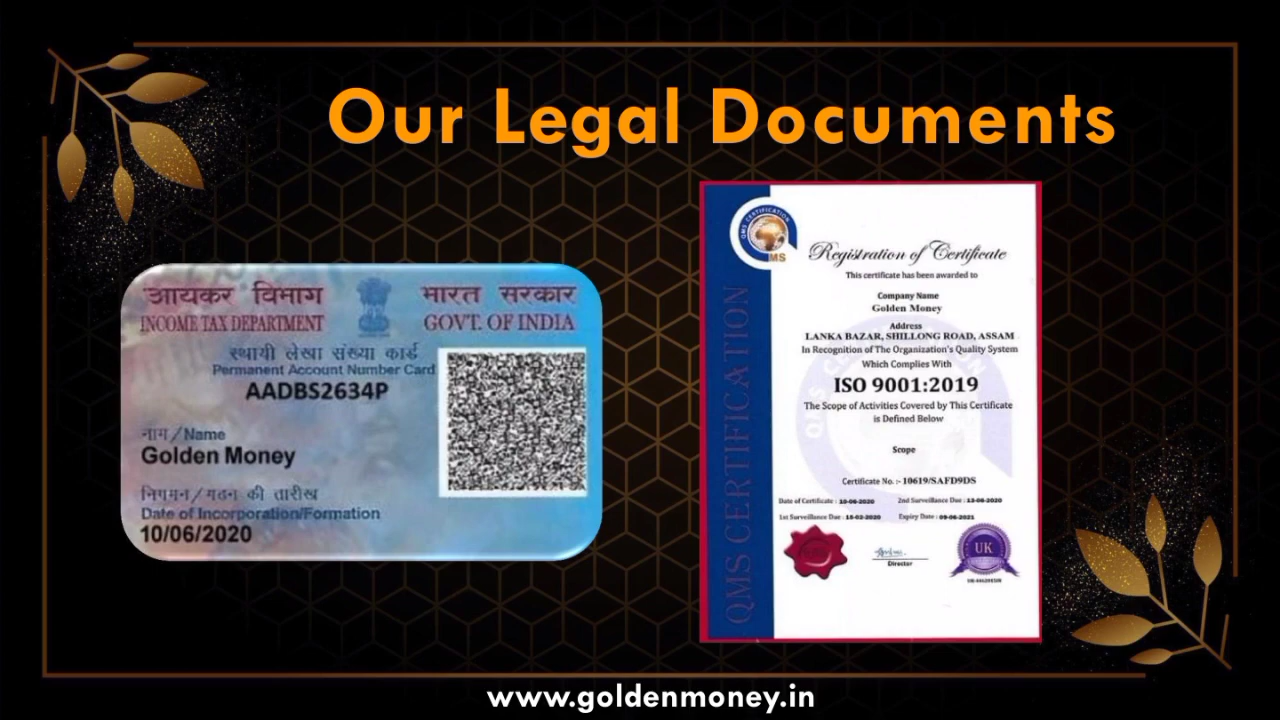 Our Legal Documents
आयकर विभाग
INCOME TAX DEPARTMENT
भारत सरकार
GOVT. OF INDIA
स्थायी लेखा संख्या कार्ड
Permanent Account Number Card
AADBS2634P
नाम / Name
Golden Money
निगमन/गठन की तारीख
Date of Incorporation/Formation
10/06/2020
QMS CERTIFICATION
MS
QMS CERTIFICATION
Registration of Certificate
This certificate has been awarded to
Company Name
Golden Money
Address
LANKA BAZAR, SHILLONG ROAD, ASSAM
In Recognition of The Organization's Quality System
Which Complies With
ISO 9001:2019
The Scope of Activities Covered by This Certificate
is Defined Below
Scope
Certificate No. :- 10619/SAFD9DS
Date of Certificate : 10-06-2020
2nd Surveillance Due : 13-06-2020
1st Surveillance Due : 15-02-2020
Expiry Date : 09-06-2021
Director
UK
www.goldenmoney.in